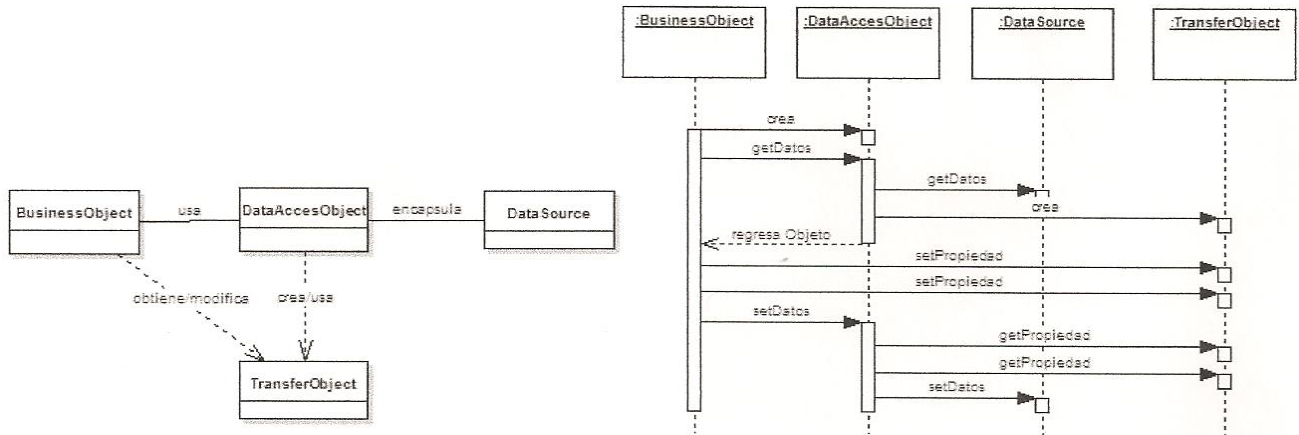 BusinessObject
usa
DataAccesObject
encapsula
DataSource
obtiene/modifica
crea/usa
TransferObject
:BusinessObject
:DataAccesObject
:DataSource
:TransferObject
crea
getDatos
getDatos
crea
regresa Objeto
setPropiedad
setPropiedad
setDatos
getPropiedad
getPropiedad
setDatos